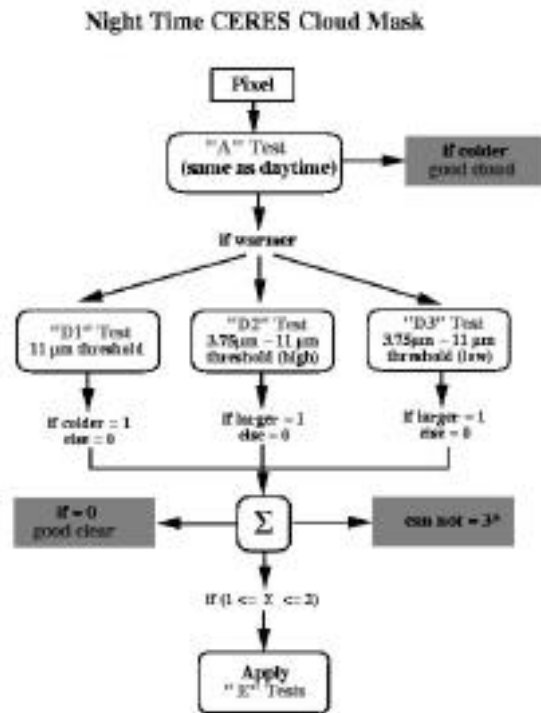 Night Time CERES Cloud Mask
Pixel
"A" Test
(same as daytime)
if colder
good cloud
if warmer
"D1" Test
11 μm threshold
"D2" Test
3.75μm – 11 μm
threshold (high)
"D3" Test
3.75μm – 11 μm
threshold (low)
if colder = 1
else = 0
if larger = 1
else = 0
if larger = 1
else = 0
if = 0
good clear
Σ
can not = 3*
if (1 <= Σ <= 2)
Apply
"E" Tests